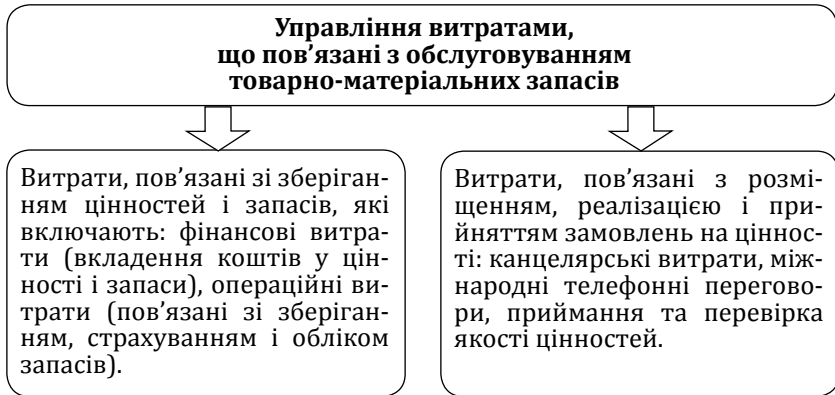 Управління витратами,
що пов’язані з обслуговуванням
товарно-матеріальних запасів
Витрати, пов’язані зі зберіган-
ням цінностей і запасів, які
включають: фінансові витра-
ти (вкладення коштів у цін-
ності і запаси), операційні ви-
трати (пов’язані зі зберіган-
ням, страхуванням і обліком
запасів).
Витрати, пов’язані з розмі-
щенням, реалізацією і при-
йняттям замовлень на ціннос-
ті: канцелярські витрати, між-
народні телефонні перегово-
ри, приймання та перевірка
якості цінностей.